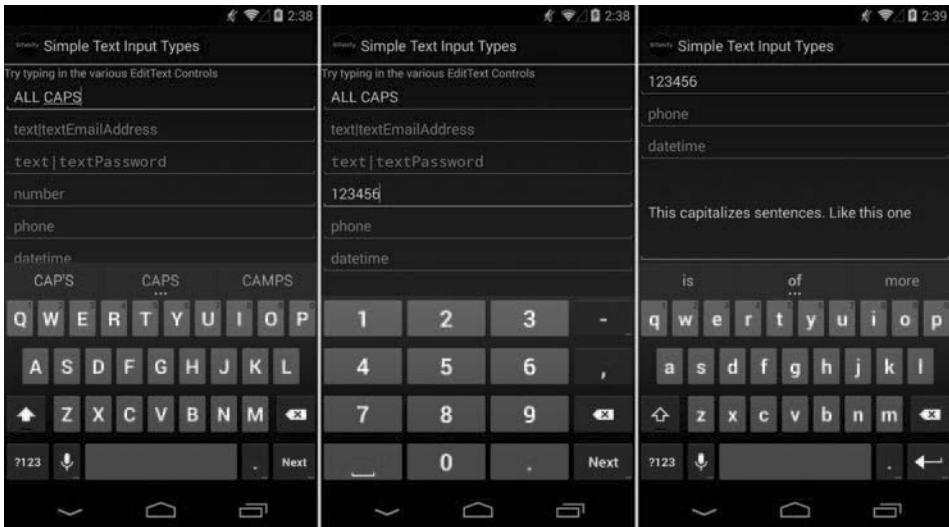 2:38
Simple Text Input Types
Try typing in the various EditText Controls
ALL CAPS
text|textEmailAddress
text|textPassword
number
phone
datetime
CAP'S CAPS CAMPS
Q W E R T Y U I O P
A S D F G H J K L
Z X C V B N M
?123 . Next
2:38
Simple Text Input Types
Try typing in the various EditText Controls
ALL CAPS
text|textEmailAddress
text|textPassword
123456
phone
datetime
1 2 3 -
4 5 6 ,
7 8 9
0 . Next
2:39
Simple Text Input Types
123456
phone
datetime
This capitalizes sentences. Like this one
is of more
q w e r t y u i o p
a s d f g h j k l
z x c v b n m
?123 .